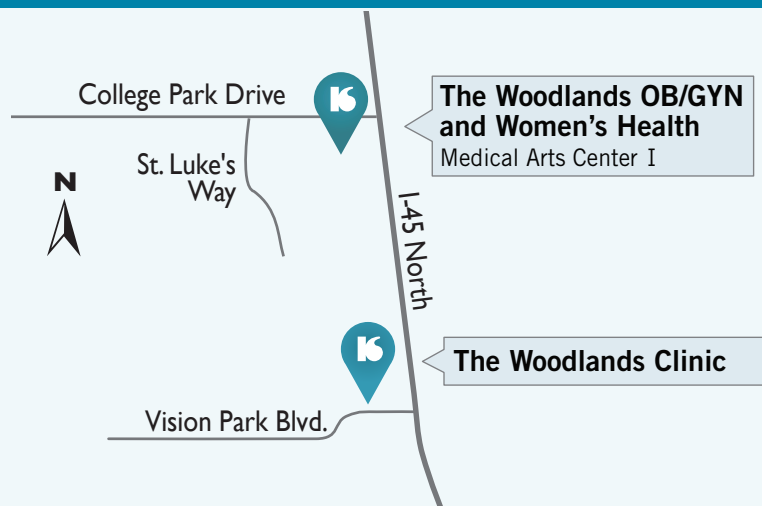 College Park Drive
The Woodlands OB/GYN
and Women's Health
Medical Arts Center I
St. Luke's
Way
N
I-45 North
The Woodlands Clinic
Vision Park Blvd.